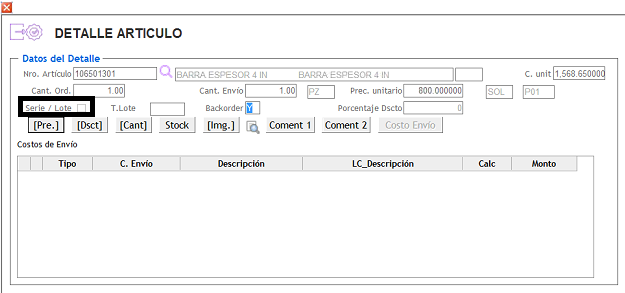 DETALLE ARTICULO
Datos del Detalle
Nro. Artículo 106501301 BARRA ESPESOR 4 IN BARRA ESPESOR 4 IN C. unit 1,568.650000
Cant. Ord. 1.00 Cant. Envío 1.00 PZ Prec. unitario 800.000000 SOL P01
Serie / Lote T.Lote Backorder Y Porcentaje Dscto 0
[Pre.] [Dsct] [Cant] Stock [Img.] Coment 1 Coment 2 Costo Envio
Costos de Envío
Tipo C. Envío Descripción LC_Descripción Calc Monto